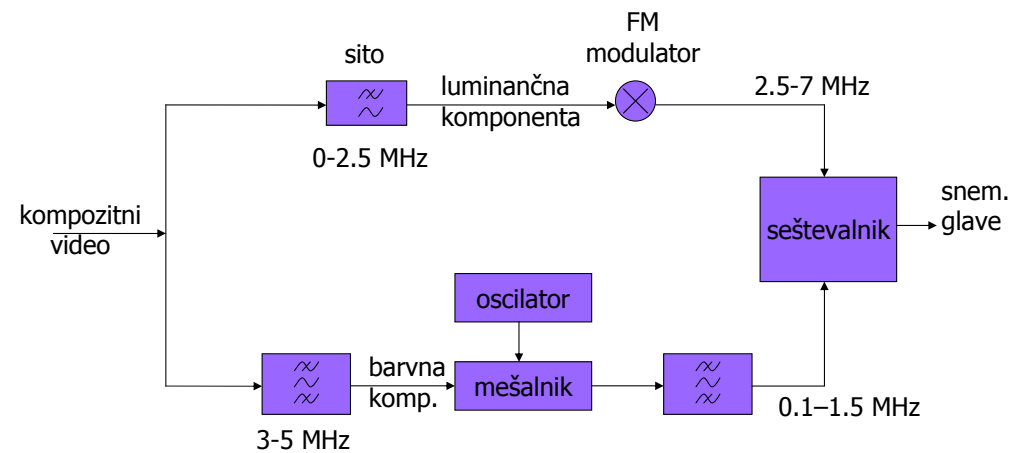 FM
modulator
sito
luminančna
komponenta
2.5-7 MHz
0-2.5 MHz
kompozitni
video
seštevalnik
snem.
glave
oscilator
barvna
komp.
mešalnik
0.1–1.5 MHz
3-5 MHz